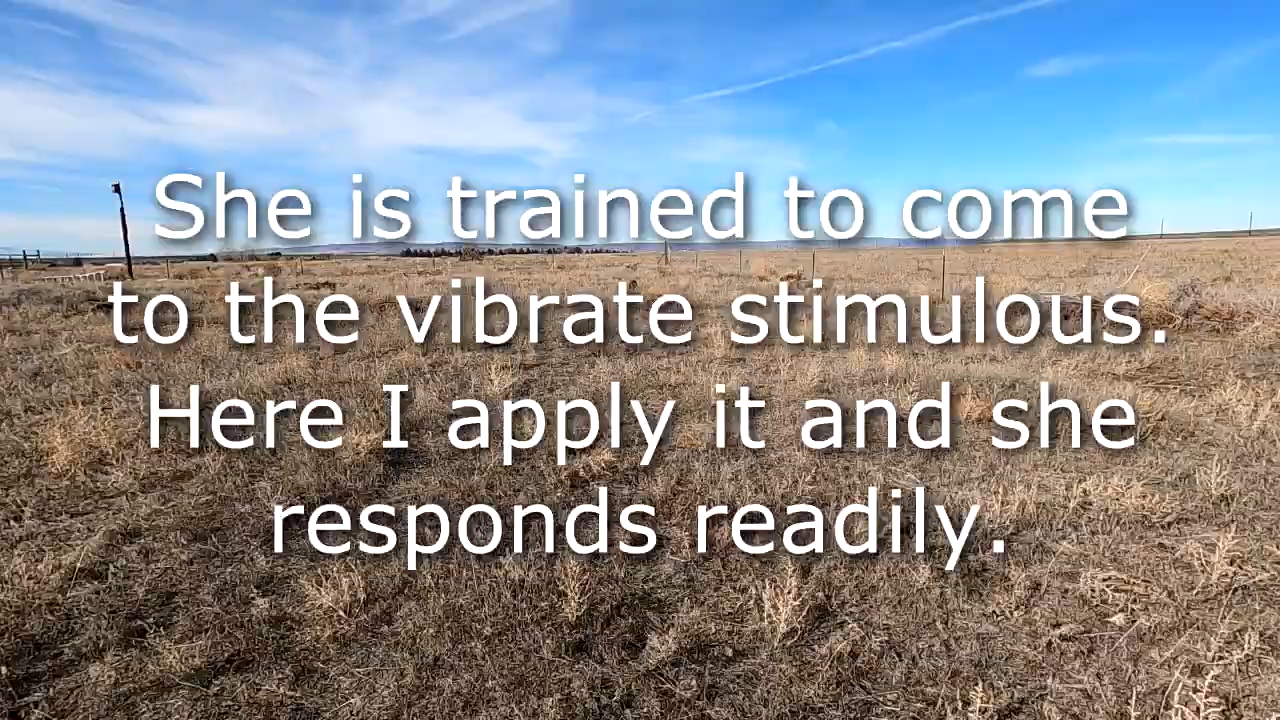 She is trained to come
to the vibrate stimulous.
Here I apply it and she
responds readily.